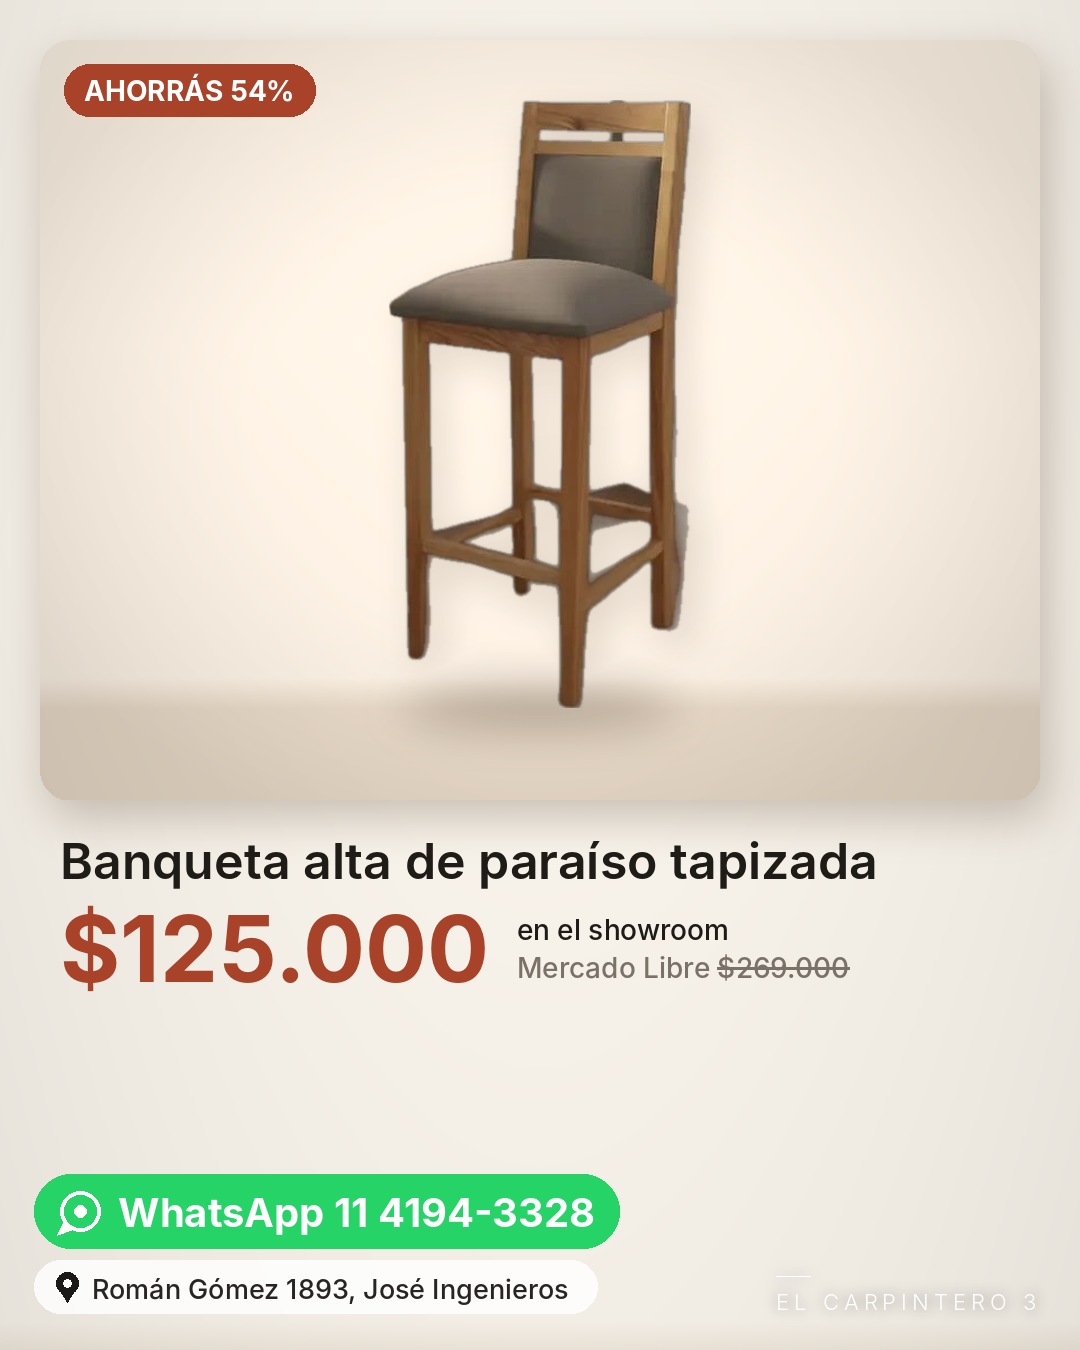 AHORRÁS 54%
Banqueta alta de paraíso tapizada
$125.000
en el showroom
Mercado Libre $269.000
WhatsApp 11 4194-3328
Román Gómez 1893, José Ingenieros
EL CARPINTERO 3